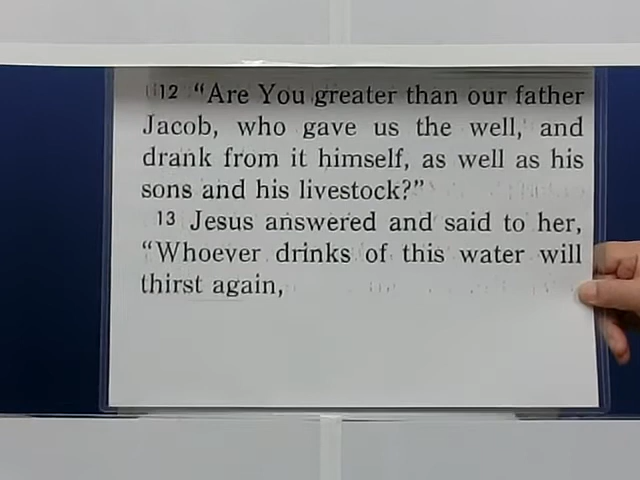 12 “Are You greater than our father
Jacob, who gave us the well, and
drank from it himself, as well as his
sons and his livestock?”
13 Jesus answered and said to her,
“Whoever drinks of this water will
thirst again,